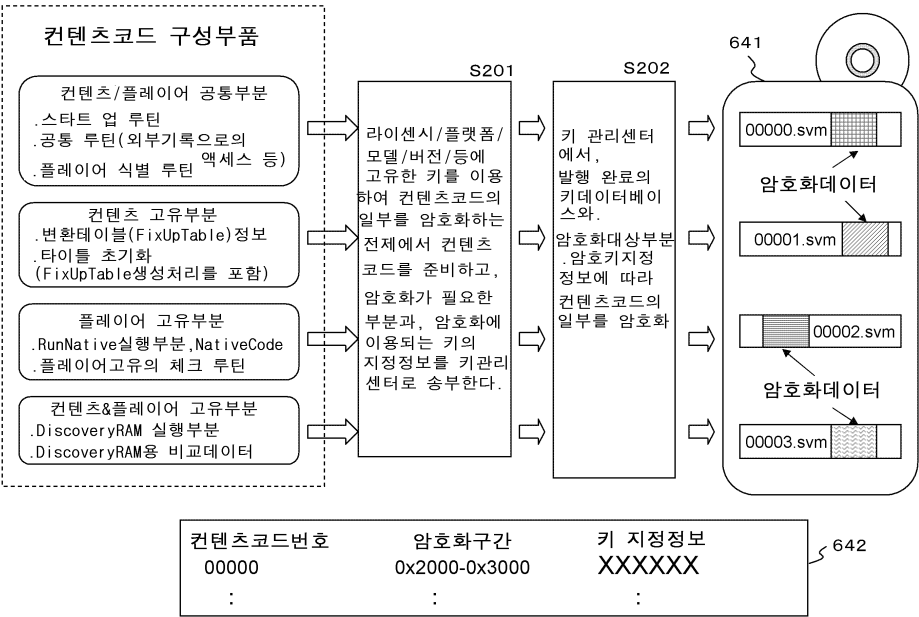 컨텐츠코드 구성부품
컨텐츠/플레이어 공통부분
.스타트 업 루틴
.공통 루틴(외부기록으로의
액세스 등)
.플레이어 식별 루틴
컨텐츠 고유부분
.변환테이블(FixUpTable)정보
.타이틀 초기화
(FixUpTable생성처리를 포함)
플레이어 고유부분
.RunNative실행부분,NativeCode
.플레이어고유의 체크 루틴
컨텐츠&플레이어 고유부분
.DiscoveryRAM 실행부분
.DiscoveryRAM용 비교데이터
S201
라이센시/플랫폼/
모델/버전/등에
고유한 키를 이용
하여 컨텐츠코드의
일부를 암호화하는
전제에서 컨텐츠
코드를 준비하고,
암호화가 필요한
부분과, 암호화에
이용되는 키의
지정정보를 키관리
센터로 송부한다.
S202
키 관리센터
에서,
발행 완료의
키데이터베이
스와.
암호화대상부분
.암호키지정
정보에 따라
컨텐츠코드의
일부를 암호화
641
00000.svm
암호화데이터
00001.svm
00002.svm
암호화데이터
00003.svm
컨텐츠코드번호 암호화구간 키 지정정보
00000 0x2000-0x3000 XXXXXX
: : :
642